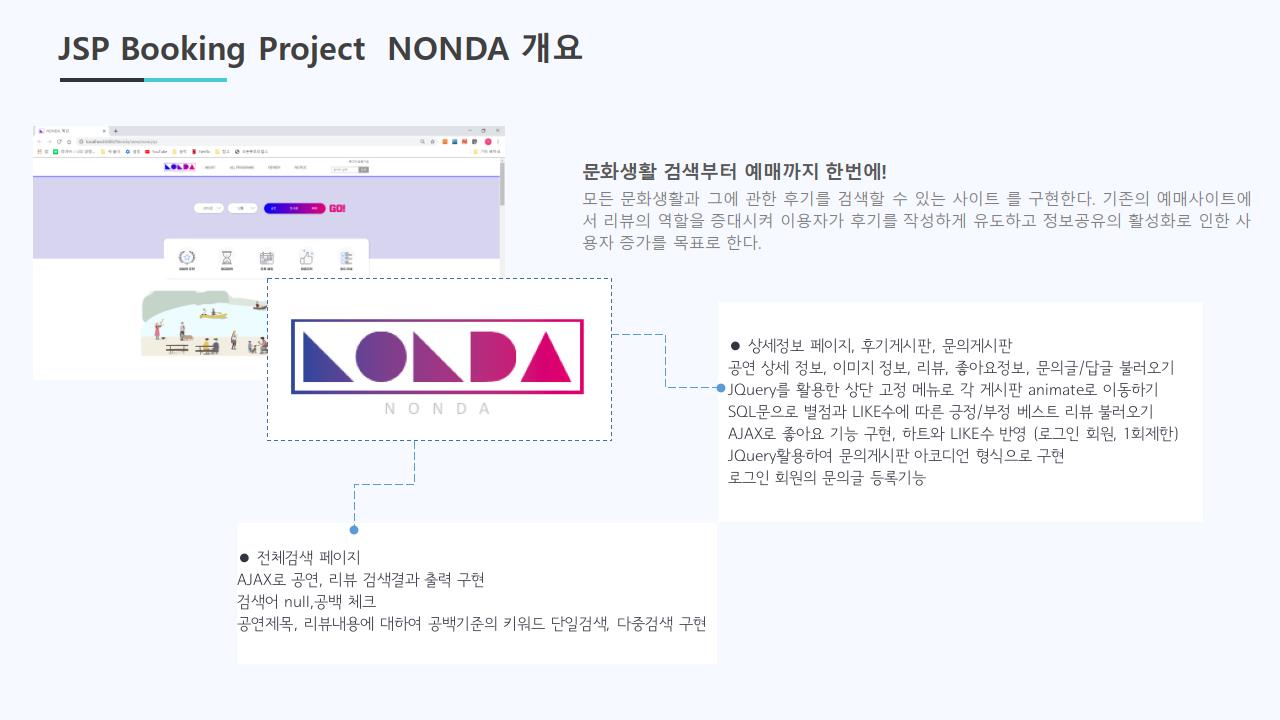 JSP Booking Project NONDA 개요
문화생활 검색부터 예매까지 한번에!
모든 문화생활과 그에 관한 후기를 검색할 수 있는 사이트 를 구현한다. 기존의 예매사이트에
서 리뷰의 역할을 증대시켜 이용자가 후기를 작성하게 유도하고 정보공유의 활성화로 인한 사
용자 증가를 목표로 한다.
NONDA
GO!
NONDA
NONDA
● 상세정보 페이지, 후기게시판, 문의게시판
공연 상세 정보, 이미지 정보, 리뷰, 좋아요정보, 문의글/답글 불러오기
JQuery를 활용한 상단 고정 메뉴로 각 게시판 animate로 이동하기
SQL문으로 별점과 LIKE수에 따른 긍정/부정 베스트 리뷰 불러오기
AJAX로 좋아요 기능 구현, 하트와 LIKE수 반영 (로그인 회원, 1회제한)
JQuery활용하여 문의게시판 아코디언 형식으로 구현
로그인 회원의 문의글 등록기능
● 전체검색 페이지
AJAX로 공연, 리뷰 검색결과 출력 구현
검색어 null,공백 체크
공연제목, 리뷰내용에 대하여 공백기준의 키워드 단일검색, 다중검색 구현